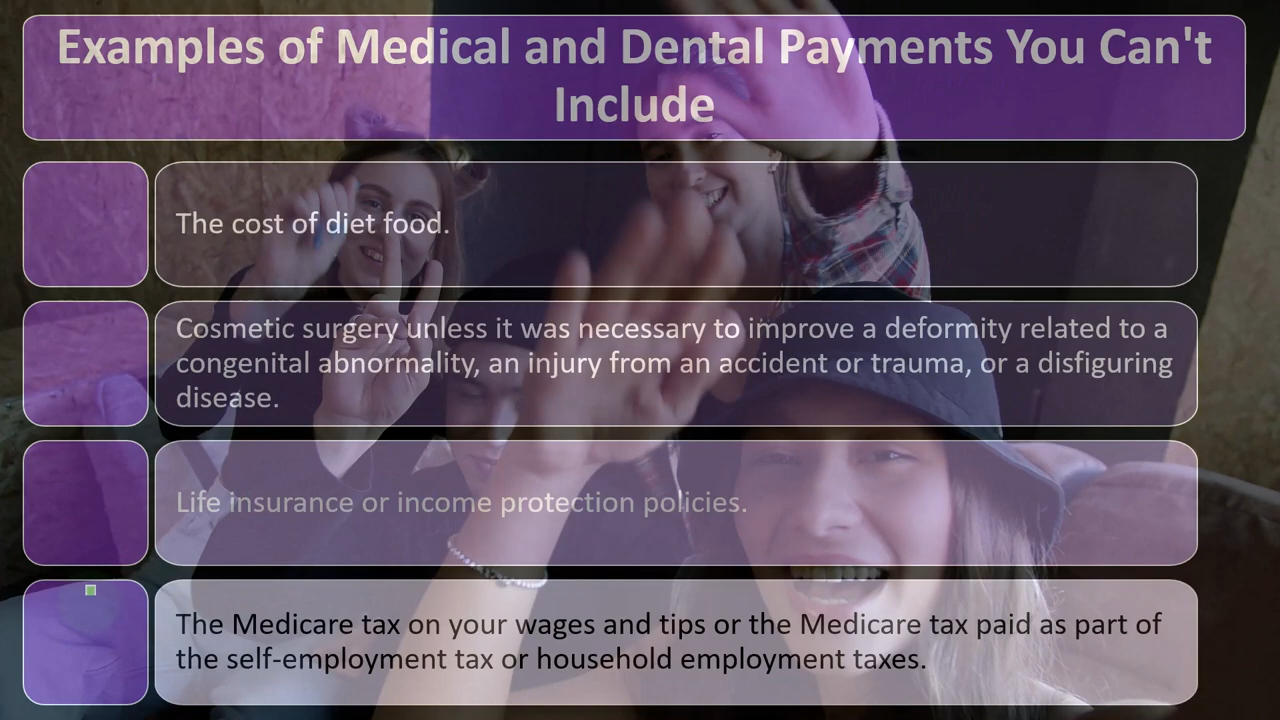 Examples of Medical and Dental Payments You Can't
Include
The cost of diet food.
Cosmetic surgery unless it was necessary to improve a deformity related to a
congenital abnormality, an injury from an accident or trauma, or a disfiguring
disease.
Life insurance or income protection policies.
The Medicare tax on your wages and tips or the Medicare tax paid as part of
the self-employment tax or household employment taxes.